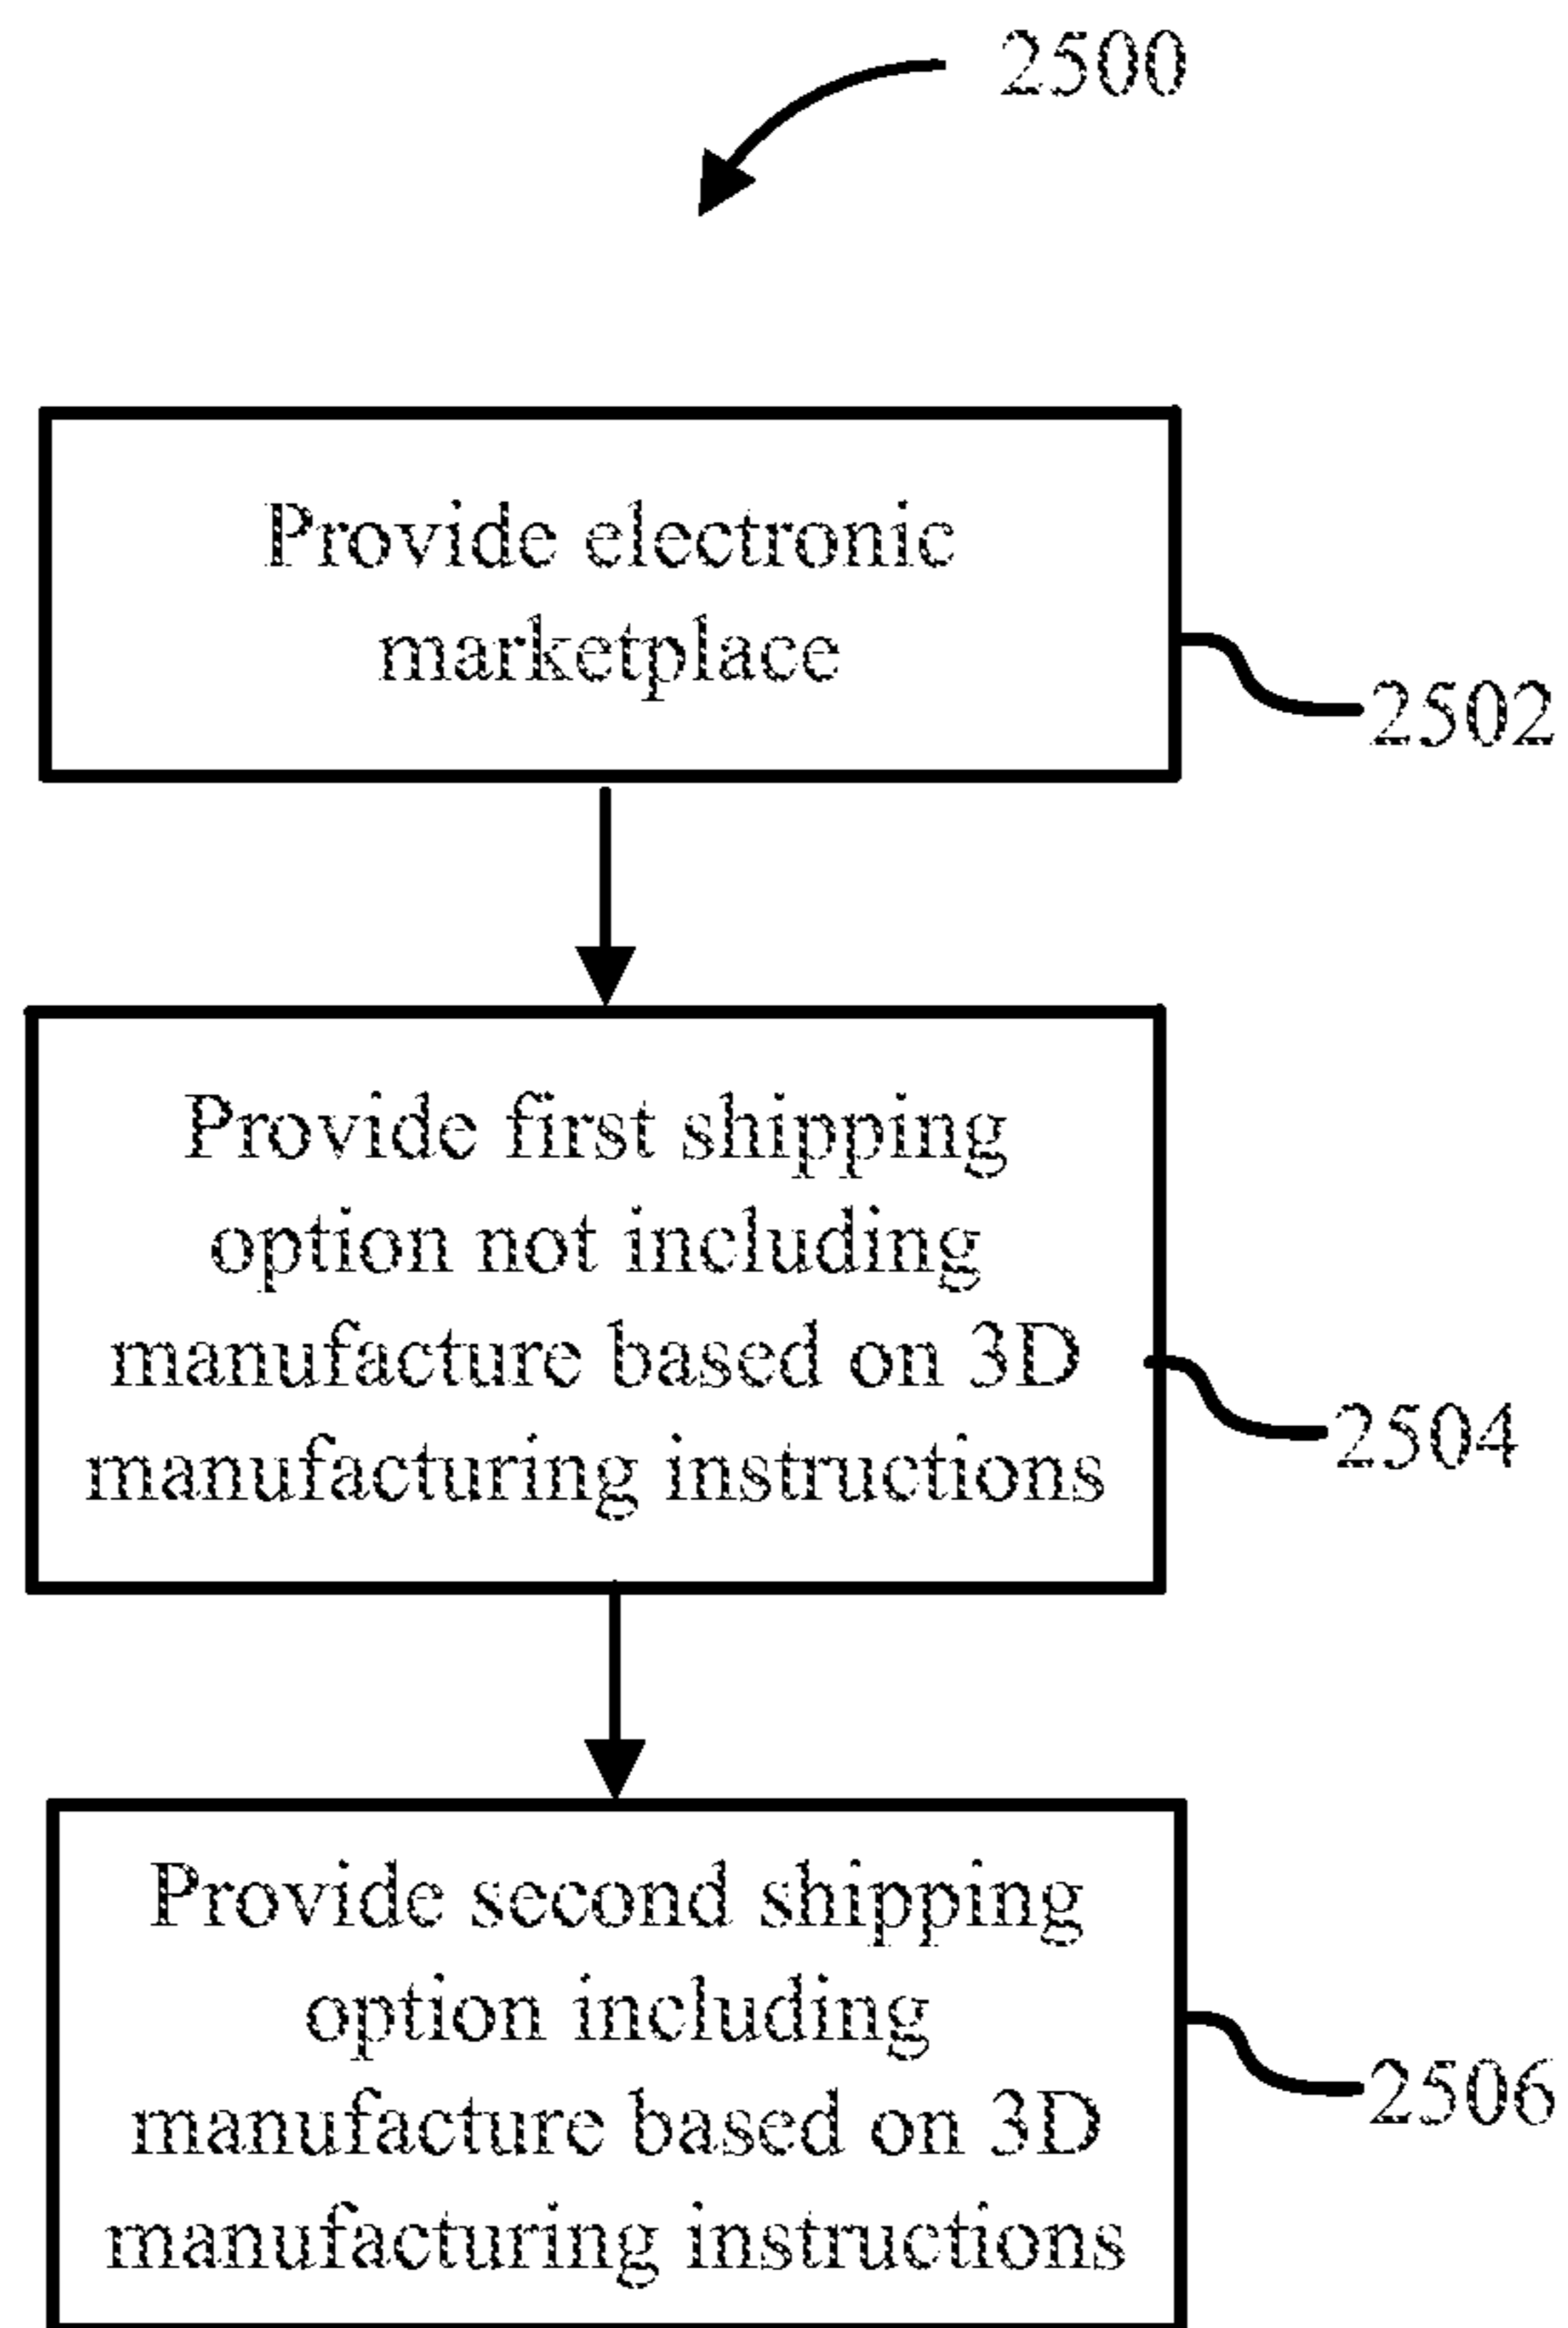 2500
Provide electronic
marketplace
2502
Provide first shipping
option not including
manufacture based on 3D
manufacturing instructions
2504
Provide second shipping
option including
manufacture based on 3D
manufacturing instructions
2506